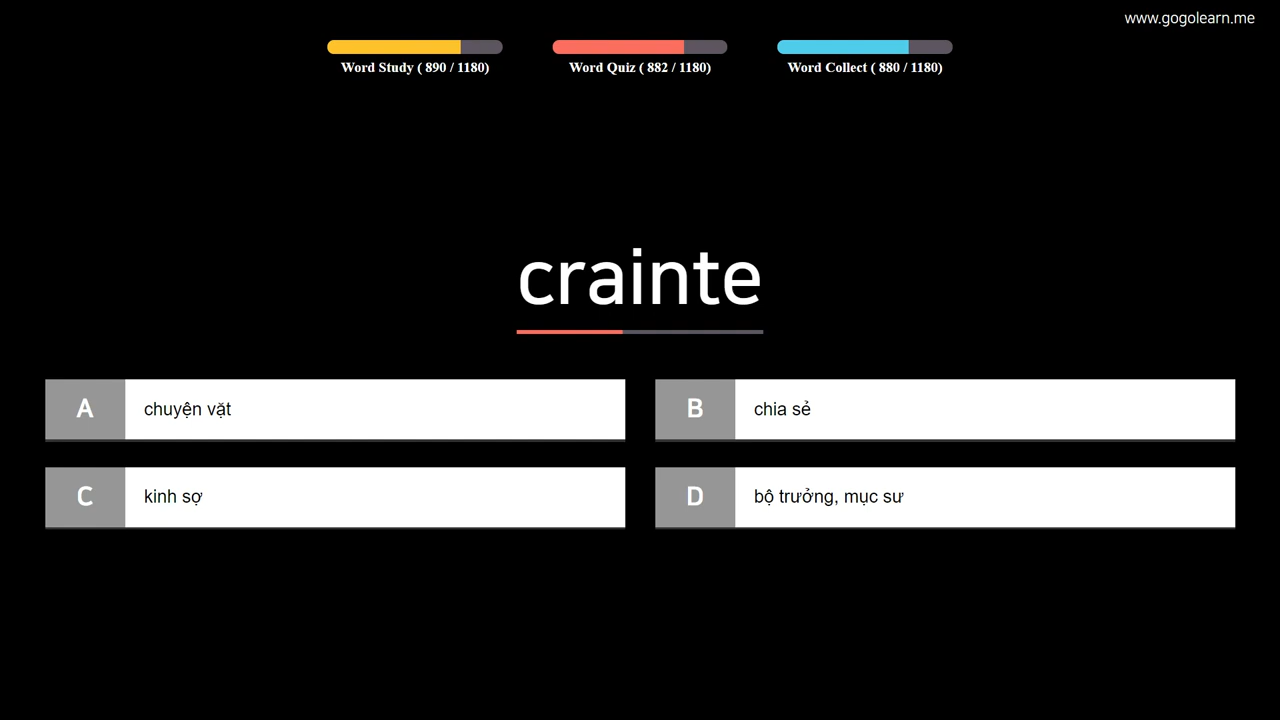 www.gogolearn.me
Word Study ( 890 / 1180)
Word Quiz ( 882 / 1180)
Word Collect ( 880 / 1180)
crainte
A chuyện vặt
B chia sẻ
C kinh sợ
D bộ trưởng, mục sư